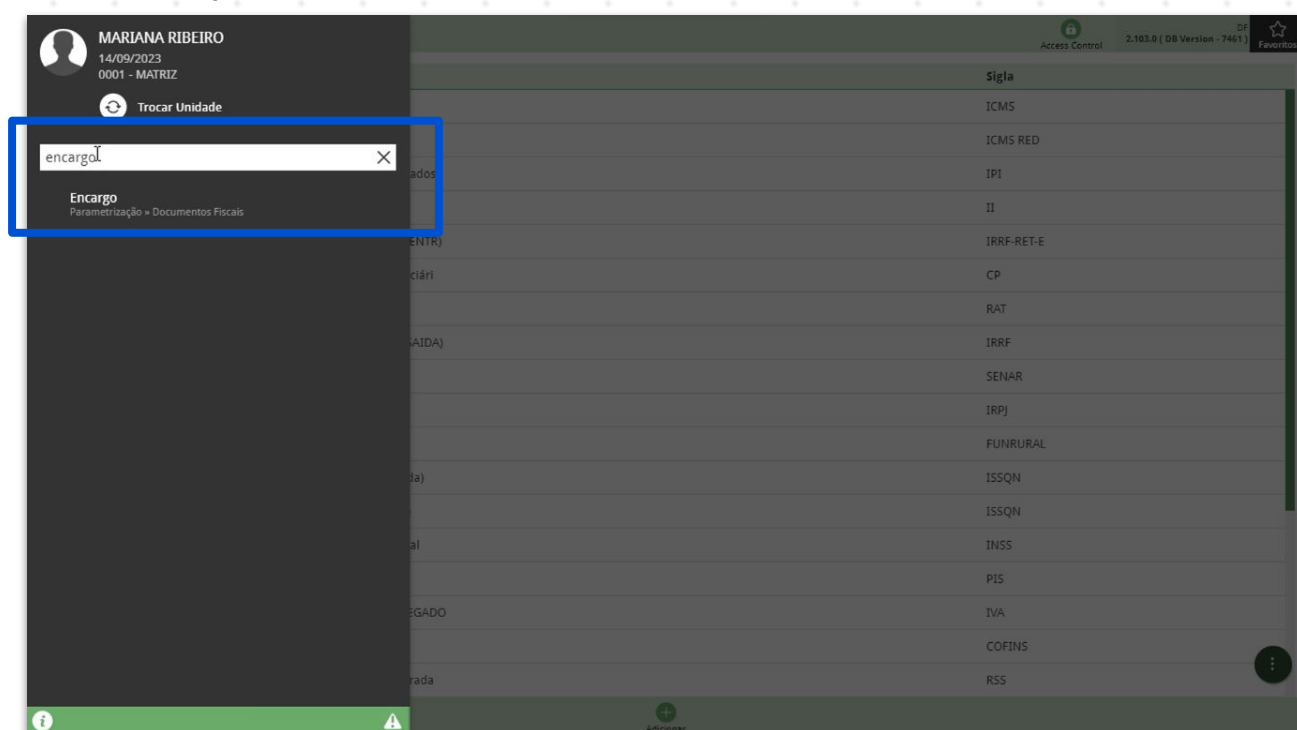 MARIANA RIBEIRO
14/09/2023
0001 - MATRIZ
Trocar Unidade
encargo
Encargo
Parametrização » Documentos Fiscais
Access Control
DF
2.103.0 ( DB Version - 7461 )
Favoritos
Sigla
ICMS
ICMS RED
ados IPI
II
ENTR) IRRF-RET-E
ciári CP
RAT
SAIDA) IRRF
SENAR
IRPJ
FUNRURAL
da) ISSQN
ISSQN
al INSS
PIS
EGADO IVA
COFINS
rada RSS
Adicionar